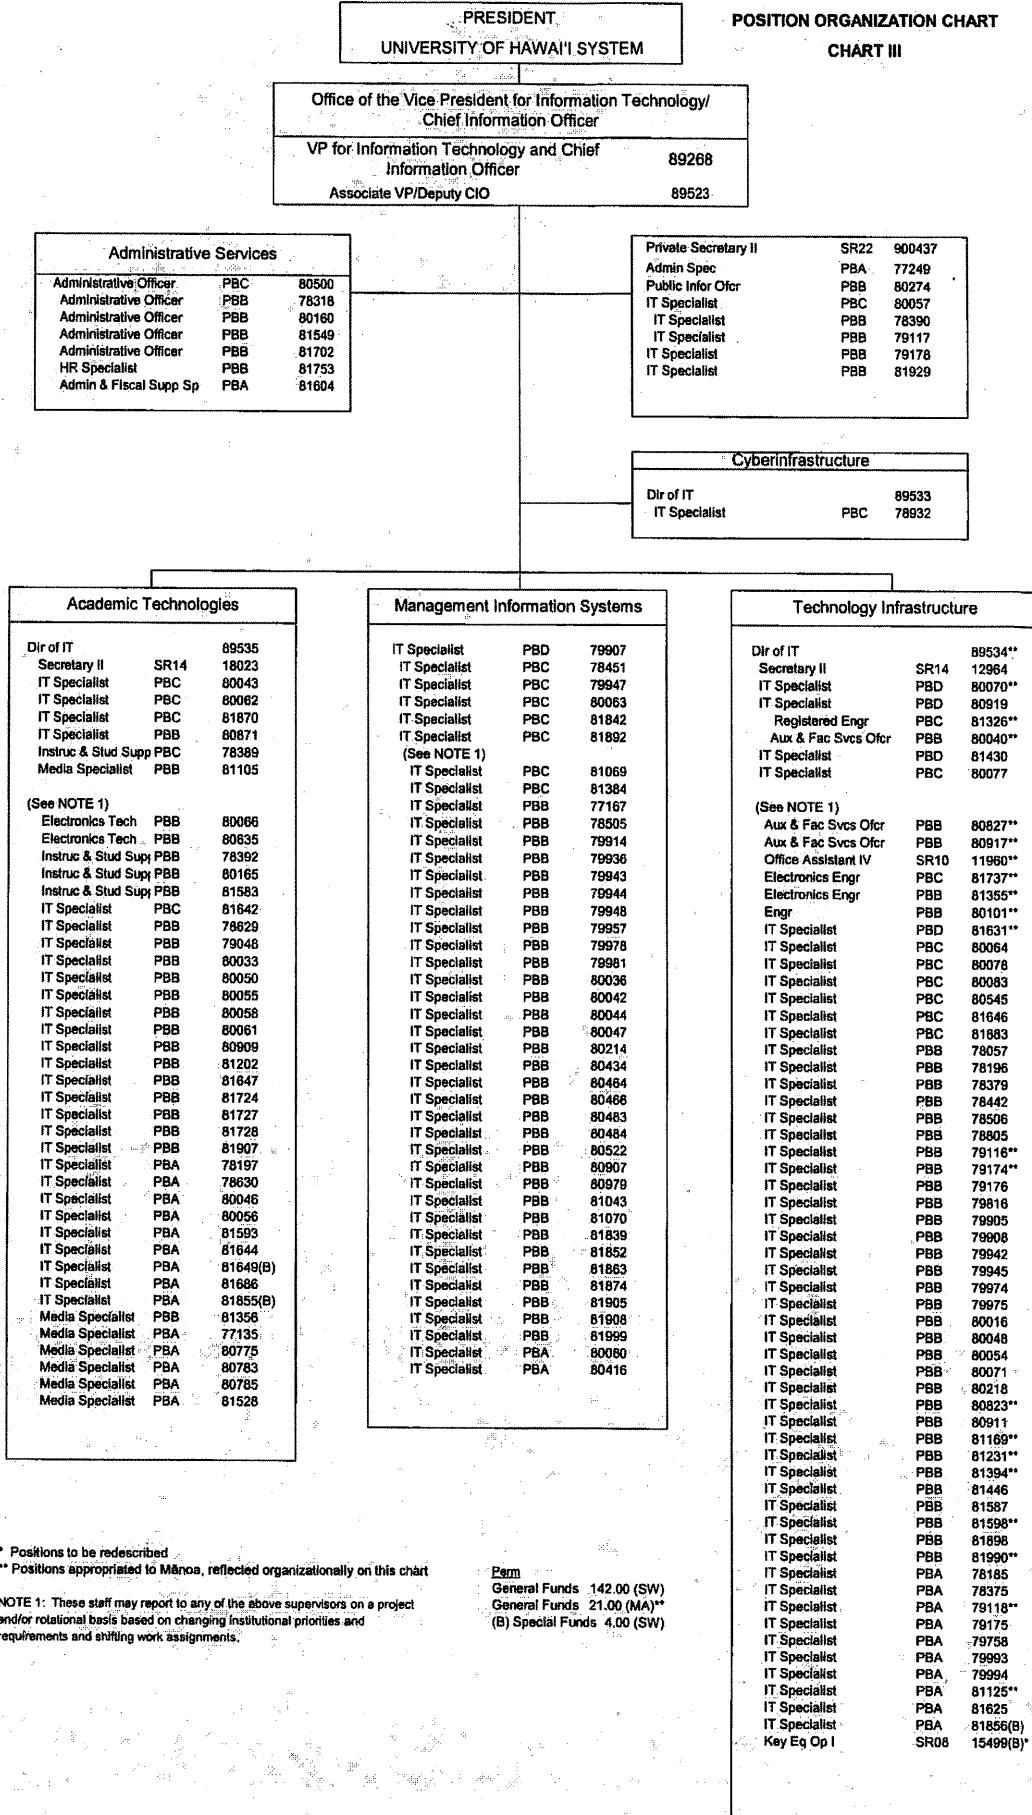 PRESIDENT
UNIVERSITY OF HAWAI'I SYSTEM
POSITION ORGANIZATION CHART
CHART III
Office of the Vice President for Information Technology/
Chief Information Officer
VP for Information Technology and Chief
Information Officer 89268
Associate VP/Deputy CIO 89523
Administrative Services
Administrative Officer PBC 80500
Administrative Officer PBB 78318
Administrative Officer PBB 80160
Administrative Officer PBB 81549
Administrative Officer PBB 81702
HR Specialist PBB 81753
Admin & Fiscal Supp Sp PBA 81604
Private Secretary II SR22 900437
Admin Spec PBA 77249
Public Infor Ofcr PBB 80274
IT Specialist PBC 80057
IT Specialist PBB 78390
IT Specialist PBB 79117
IT Specialist PBB 79178
IT Specialist PBB 81929
Cyberinfrastructure
Dir of IT 89533
IT Specialist PBC 78932
Academic Technologies
Dir of IT 89535
Secretary II SR14 18023
IT Specialist PBC 80043
IT Specialist PBC 80062
IT Specialist PBC 81870
IT Specialist PBB 80871
Instruc & Stud Supp PBC 78389
Media Specialist PBB 81105
(See NOTE 1)
Electronics Tech PBB 80066
Electronics Tech PBB 80635
Instruc & Stud Supp PBB 78392
Instruc & Stud Supp PBB 80165
Instruc & Stud Supp PBB 81583
IT Specialist PBC 81642
IT Specialist PBB 78629
IT Specialist PBB 79048
IT Specialist PBB 80033
IT Specialist PBB 80050
IT Specialist PBB 80055
IT Specialist PBB 80058
IT Specialist PBB 80061
IT Specialist PBB 80909
IT Specialist PBB 81202
IT Specialist PBB 81647
IT Specialist PBB 81724
IT Specialist PBB 81727
IT Specialist PBB 81728
IT Specialist PBB 81907
IT Specialist PBA 78197
IT Specialist PBA 78630
IT Specialist PBA 80046
IT Specialist PBA 80056
IT Specialist PBA 81593
IT Specialist PBA 81644
IT Specialist PBA 81649(B)
IT Specialist PBA 81686
IT Specialist PBA 81855(B)
Media Specialist PBB 81356
Media Specialist PBA 77135
Media Specialist PBA 80775
Media Specialist PBA 80783
Media Specialist PBA 80785
Media Specialist PBA 81528
Management Information Systems
IT Specialist PBD 79907
IT Specialist PBC 78451
IT Specialist PBC 79947
IT Specialist PBC 80063
IT Specialist PBC 81842
IT Specialist PBC 81892
(See NOTE 1)
IT Specialist PBC 81069
IT Specialist PBC 81384
IT Specialist PBB 77167
IT Specialist PBB 78505
IT Specialist PBB 79914
IT Specialist PBB 79936
IT Specialist PBB 79943
IT Specialist PBB 79944
IT Specialist PBB 79948
IT Specialist PBB 79957
IT Specialist PBB 79978
IT Specialist PBB 79981
IT Specialist PBB 80036
IT Specialist PBB 80042
IT Specialist PBB 80044
IT Specialist PBB 80047
IT Specialist PBB 80214
IT Specialist PBB 80434
IT Specialist PBB 80464
IT Specialist PBB 80466
IT Specialist PBB 80483
IT Specialist PBB 80484
IT Specialist PBB 80522
IT Specialist PBB 80907
IT Specialist PBB 80979
IT Specialist PBB 81043
IT Specialist PBB 81070
IT Specialist PBB 81839
IT Specialist PBB 81852
IT Specialist PBB 81863
IT Specialist PBB 81874
IT Specialist PBB 81905
IT Specialist PBB 81908
IT Specialist PBB 81999
IT Specialist PBA 80060
IT Specialist PBA 80416
Technology Infrastructure
Dir of IT 89534**
Secretary II SR14 12964
IT Specialist PBD 80070**
IT Specialist PBD 80919
Registered Engr PBC 81326**
Aux & Fac Svcs Ofcr PBB 80040**
IT Specialist PBD 81430
IT Specialist PBC 80077
(See NOTE 1)
Aux & Fac Svcs Ofcr PBB 80827**
Aux & Fac Svcs Ofcr PBB 80917**
Office Assistant IV SR10 11960**
Electronics Engr PBC 81737**
Electronics Engr PBB 81355**
Engr PBB 80101**
IT Specialist PBD 81631**
IT Specialist PBC 80064
IT Specialist PBC 80078
IT Specialist PBC 80083
IT Specialist PBC 80545
IT Specialist PBC 81646
IT Specialist PBC 81883
IT Specialist PBB 78057
IT Specialist PBB 78196
IT Specialist PBB 78379
IT Specialist PBB 78442
IT Specialist PBB 78506
IT Specialist PBB 78805
IT Specialist PBB 79116**
IT Specialist PBB 79174**
IT Specialist PBB 79176
IT Specialist PBB 79816
IT Specialist PBB 79905
IT Specialist PBB 79908
IT Specialist PBB 79942
IT Specialist PBB 79945
IT Specialist PBB 79974
IT Specialist PBB 79975
IT Specialist PBB 80016
IT Specialist PBB 80048
IT Specialist PBB 80054
IT Specialist PBB 80071
IT Specialist PBB 80218
IT Specialist PBB 80823**
IT Specialist PBB 80911
IT Specialist PBB 81169**
IT Specialist PBB 81231**
IT Specialist PBB 81394**
IT Specialist PBB 81446
IT Specialist PBB 81587
IT Specialist PBB 81598**
IT Specialist PBB 81898
IT Specialist PBB 81990**
IT Specialist PBA 78185
IT Specialist PBA 78375
IT Specialist PBA 79118**
IT Specialist PBA 79175
IT Specialist PBA 79758
IT Specialist PBA 79993
IT Specialist PBA 79994
IT Specialist PBA 81125**
IT Specialist PBA 81625
IT Specialist PBA 81856(B)
Key Eq Op I SR08 15499(B)*
* Positions to be redescribed
** Positions appropriated to Mānoa, reflected organizationally on this chart
NOTE 1: These staff may report to any of the above supervisors on a project
and/or rotational basis based on changing institutional priorities and
requirements and shifting work assignments.
Perm
General Funds 142.00 (SW)
General Funds 21.00 (MA)**
(B) Special Funds 4.00 (SW)